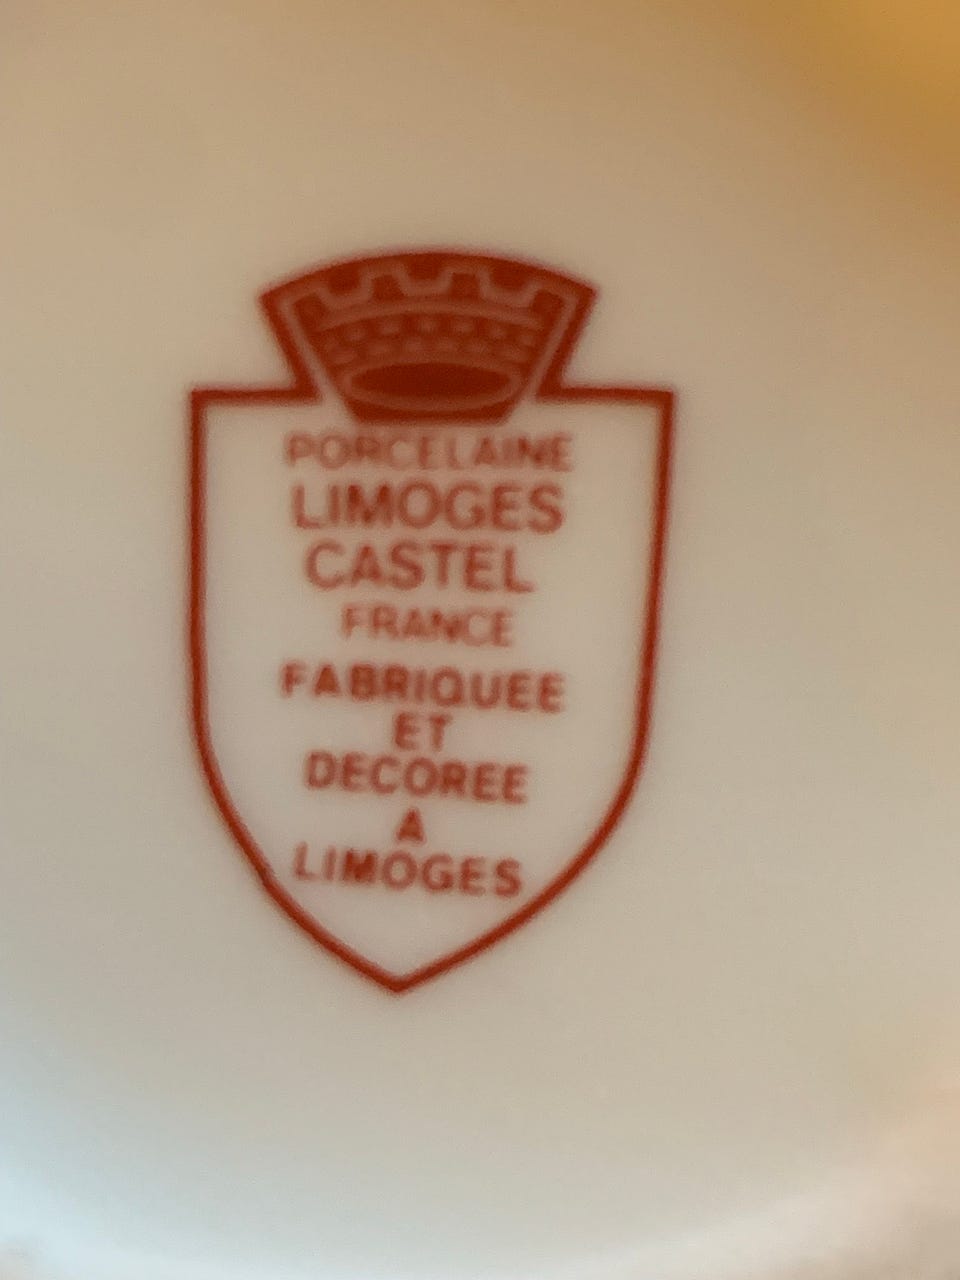 PORCELAINE
LIMOGES
CASTEL
FRANCE
FABRIQUEE
ET
DECOREE
A
LIMOGES